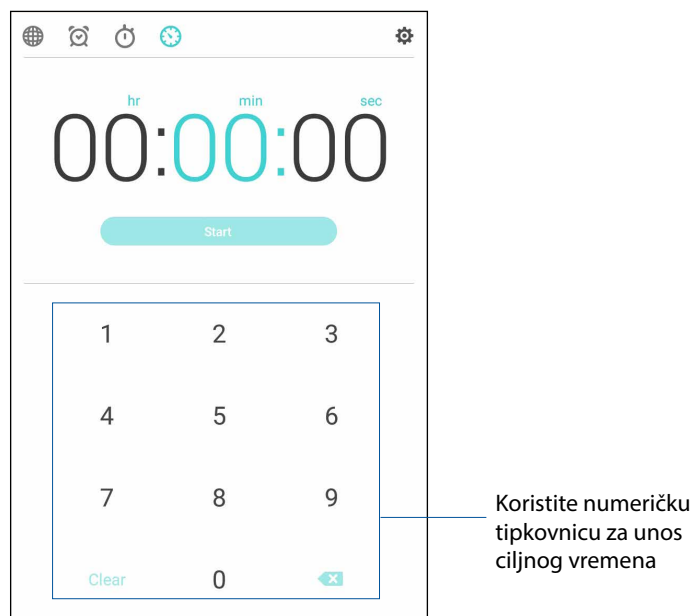 hr min sec
00:00:00
Start
1 2 3
4 5 6
7 8 9
Clear 0
Koristite numeričku
tipkovnicu za unos
ciljnog vremena